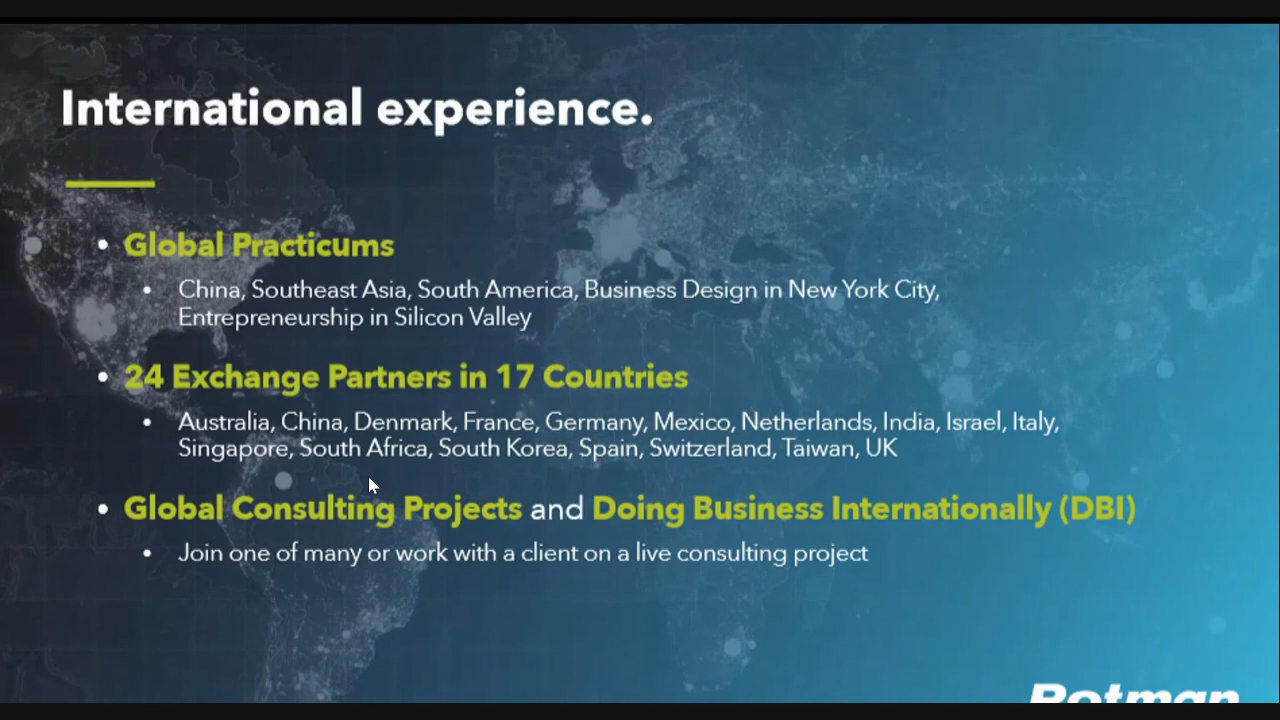 International experience.
• Global Practicums
• China, Southeast Asia, South America, Business Design in New York City,
Entrepreneurship in Silicon Valley
• 24 Exchange Partners in 17 Countries
• Australia, China, Denmark, France, Germany, Mexico, Netherlands, India, Israel, Italy,
Singapore, South Africa, South Korea, Spain, Switzerland, Taiwan, UK
• Global Consulting Projects and Doing Business Internationally (DBI)
• Join one of many or work with a client on a live consulting project
Rotman